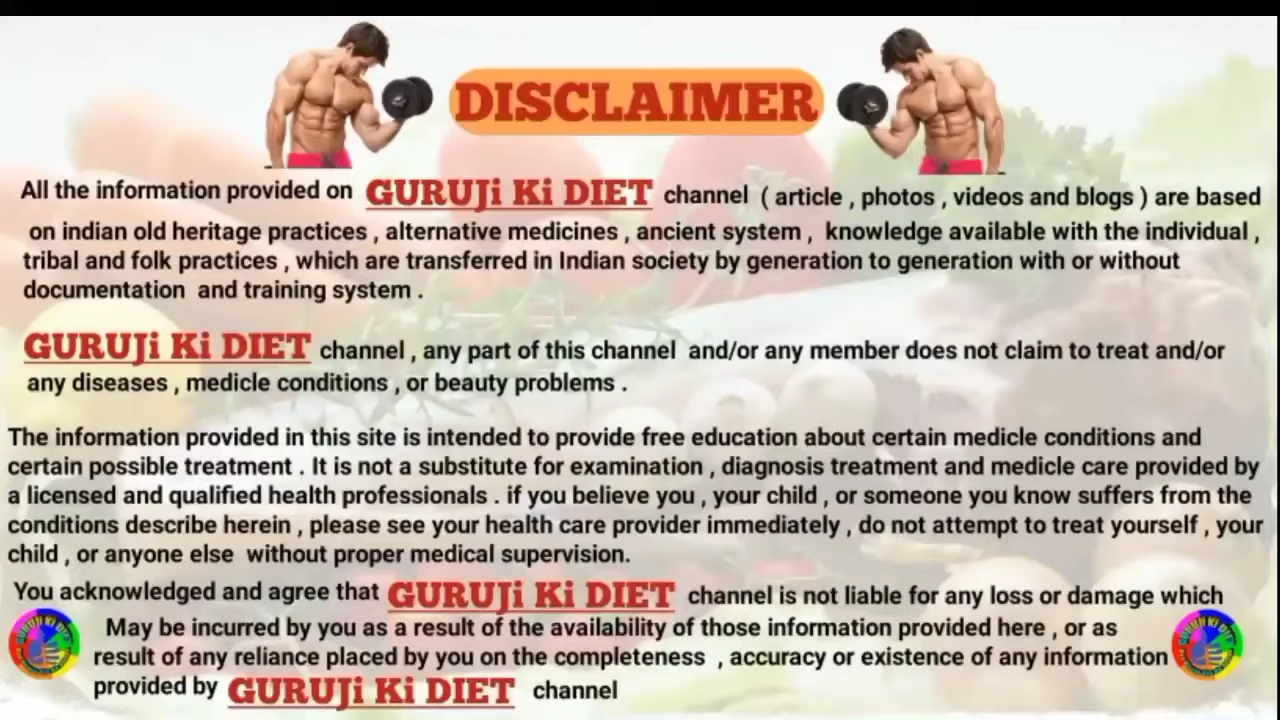 DISCLAIMER
All the information provided on GURUJi Ki DIET channel ( article , photos , videos and blogs ) are based
on indian old heritage practices , alternative medicines , ancient system , knowledge available with the individual ,
tribal and folk practices , which are transferred in Indian society by generation to generation with or without
documentation and training system .
GURUJi Ki DIET channel , any part of this channel and/or any member does not claim to treat and/or
any diseases , medicle conditions , or beauty problems .
The information provided in this site is intended to provide free education about certain medicle conditions and
certain possible treatment . It is not a substitute for examination , diagnosis treatment and medicle care provided by
a licensed and qualified health professionals . if you believe you , your child , or someone you know suffers from the
conditions describe herein , please see your health care provider immediately , do not attempt to treat yourself , your
child , or anyone else without proper medical supervision.
You acknowledged and agree that GURUJi Ki DIET channel is not liable for any loss or damage which
May be incurred by you as a result of the availability of those information provided here , or as
result of any reliance placed by you on the completeness , accuracy or existence of any information
provided by GURUJi Ki DIET channel
GURUJI KI DIET
GURUJI KI DIET